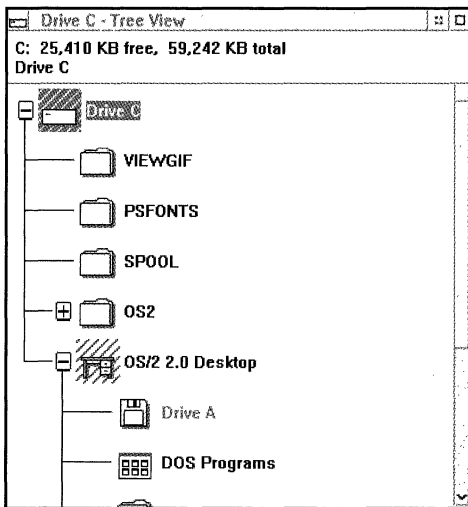 Drive C - Tree View
C: 25,410 KB free, 59,242 KB total
Drive C
Drive C
VIEWGIF
PSFONTS
SPOOL
OS2
OS/2 2.0 Desktop
Drive A
DOS Programs